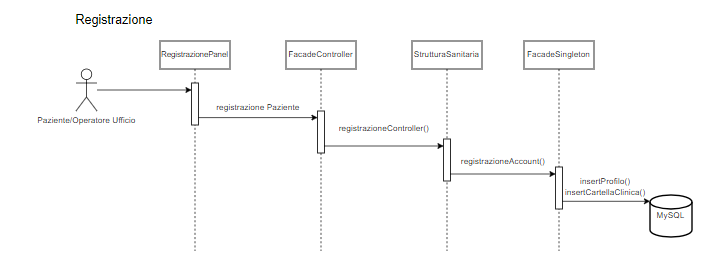 Registrazione
RegistrazionePanel
FacadeController
StrutturaSanitaria
FacadeSingleton
Paziente/Operatore Ufficio
registrazione Paziente
registrazioneController()
registrazioneAccount()
insertProfilo()
insertCartellaClinica()
MySQL